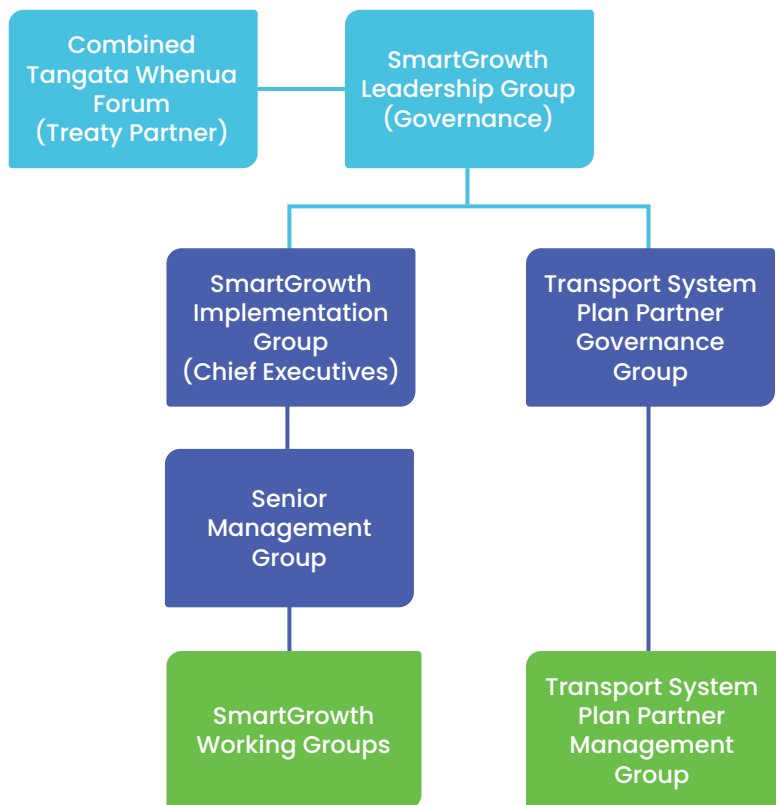 Combined
Tangata Whenua
Forum
(Treaty Partner)
SmartGrowth
Leadership Group
(Governance)
SmartGrowth
Implementation
Group
(Chief Executives)
Transport System
Plan Partner
Governance
Group
Senior
Management
Group
SmartGrowth
Working Groups
Transport System
Plan Partner
Management
Group